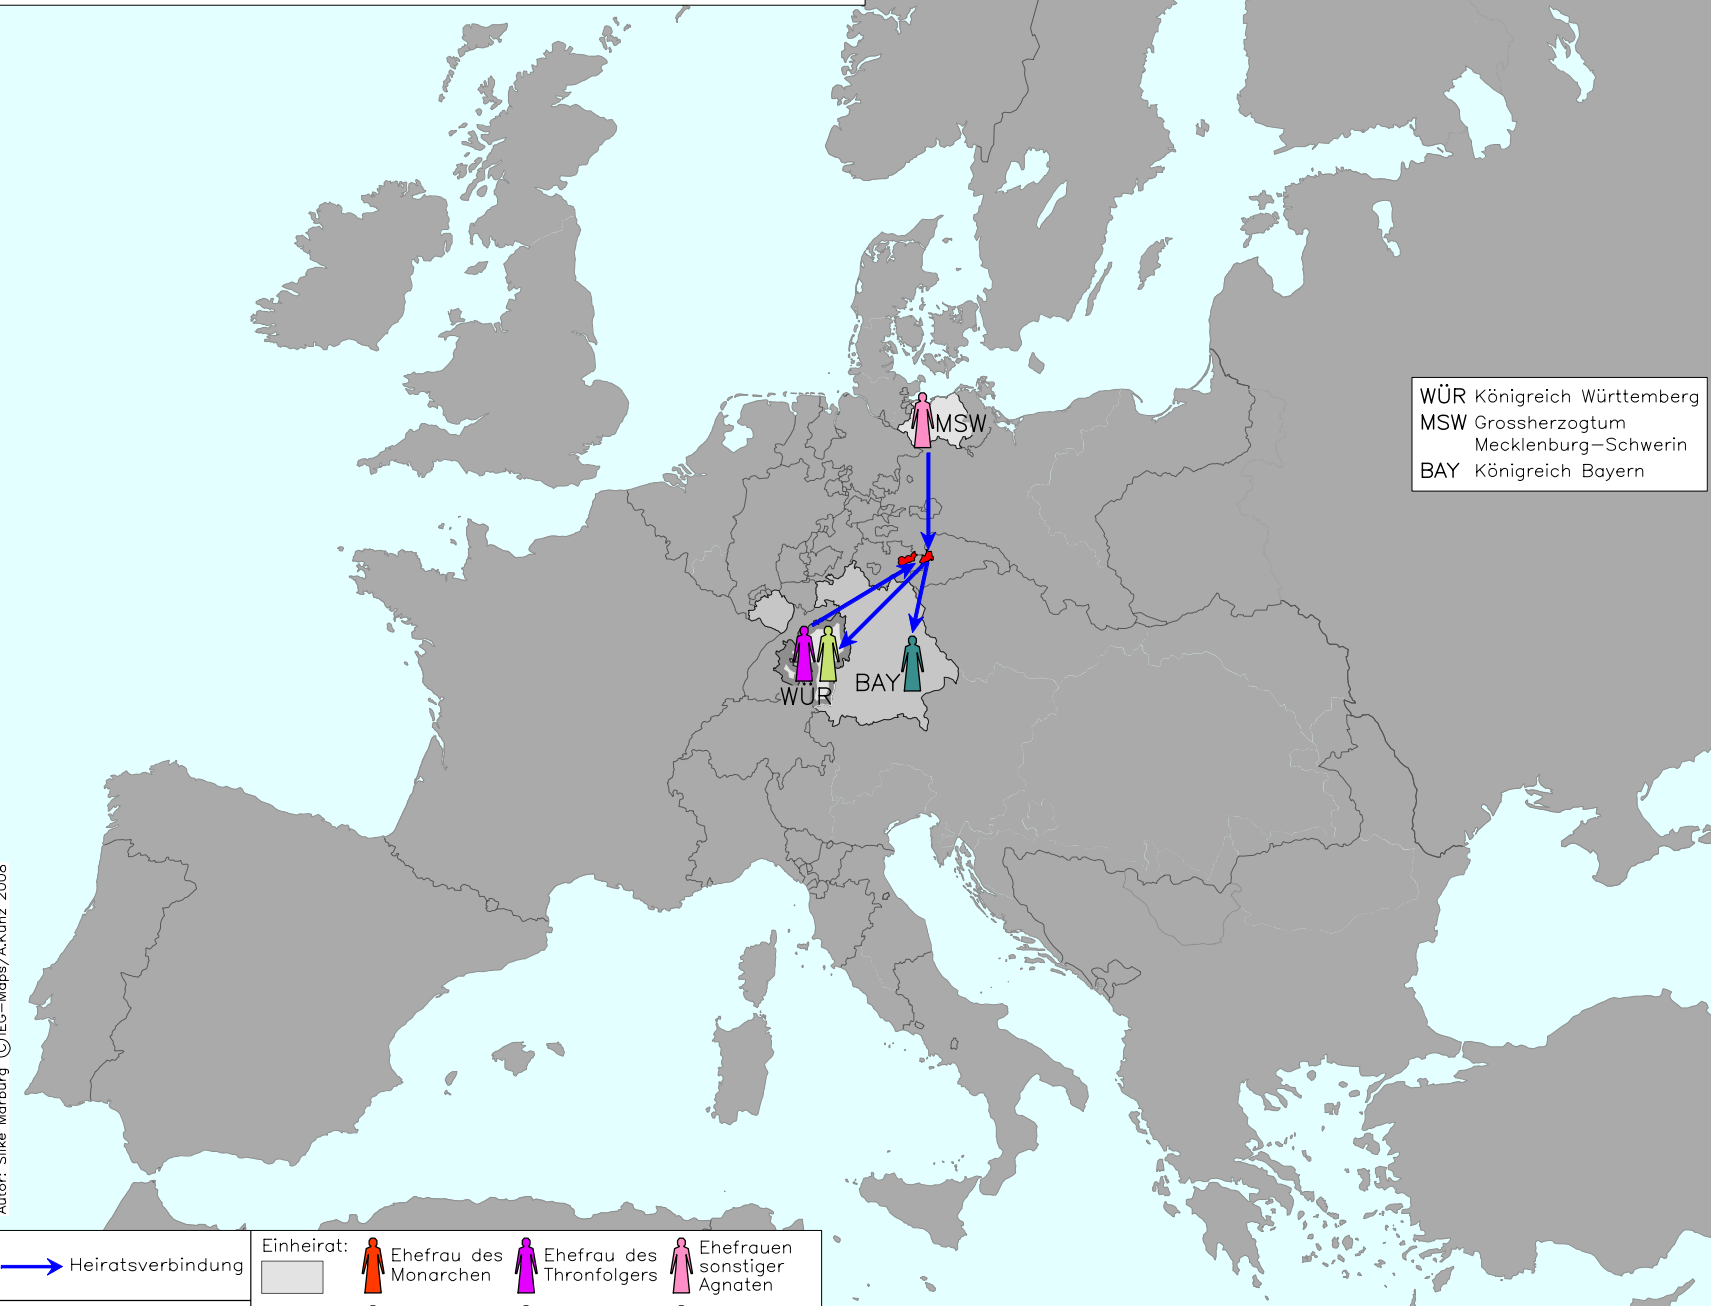 MSW
WÜR Königreich Württemberg
MSW Grossherzogtum
Mecklenburg-Schwerin
BAY Königreich Bayern
BAY
WÜR
Autor: Silke Marburg ©IEG-Maps/A.Kunz 2008
Heiratsverbindung
Einheirat:
Ehefrau des
Monarchen
Ehefrau des
Thronfolgers
Ehefrauen
sonstiger
Agnaten